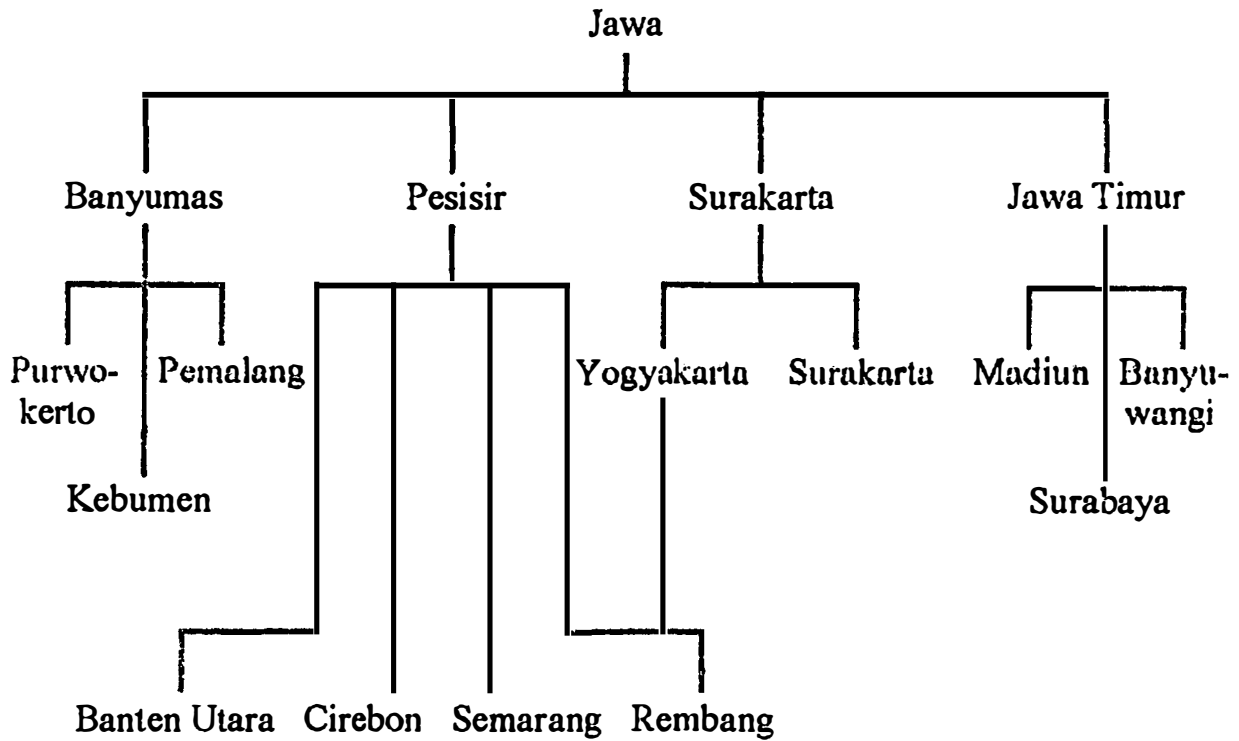 Jawa
Banyumas Pesisir Surakarta Jawa Timur
Purwo- Pemalang Yogyakarta Surakarta Madiun Banyu-
kerto wangi
Kebumen Surabaya
Banten Utara Cirebon Semarang Rembang